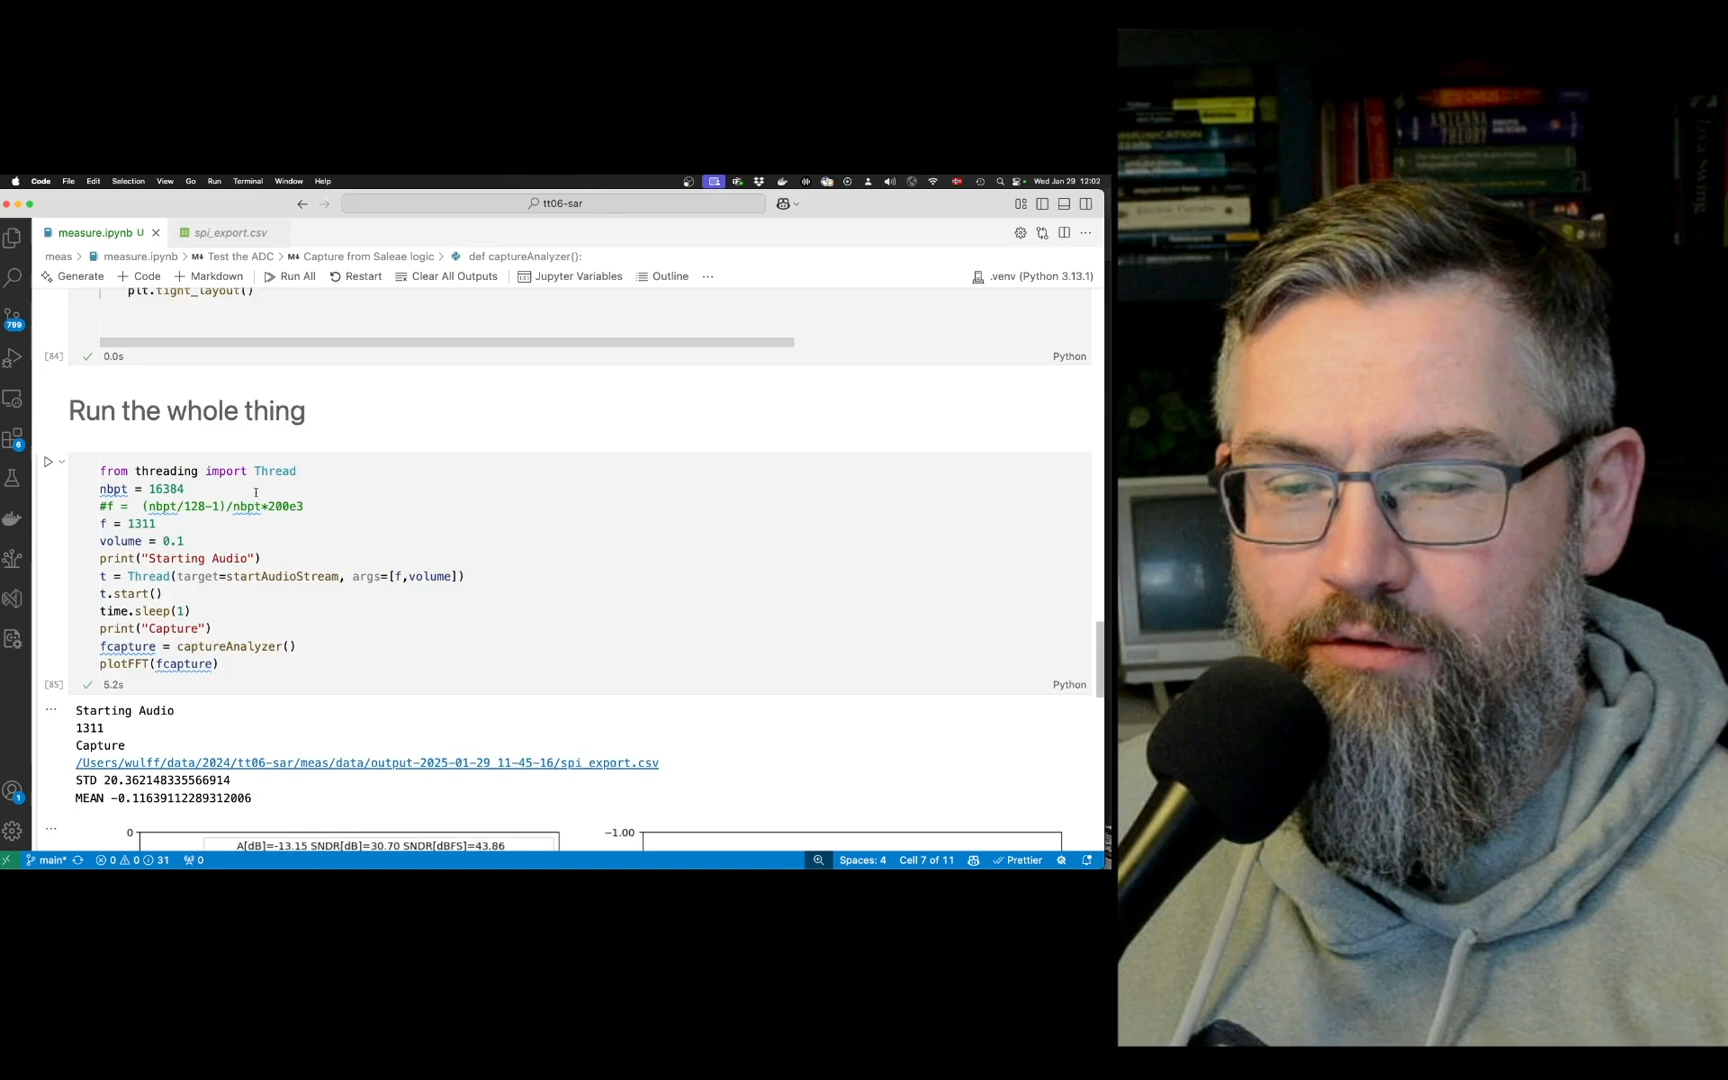 Code File Edit Selection View Go Run Terminal Window Help
Wed Jan 29 12:02
tt06-sar
measure.ipynb U
spi_export.csv
meas > measure.ipynb > M↓ Test the ADC > M↓ Capture from Saleae logic > def captureAnalyzer():
Generate + Code + Markdown Run All Restart Clear All Outputs Jupyter Variables Outline ...
.venv (Python 3.13.1)
plt.tight_layout()
[84] ✓ 0.0s
Python
Run the whole thing
from threading import Thread
nbpt = 16384
#f = (nbpt/128-1)/nbpt*200e3
f = 1311
volume = 0.1
print("Starting Audio")
t = Thread(target=startAudioStream, args=[f,volume])
t.start()
time.sleep(1)
print("Capture")
fcapture = captureAnalyzer()
plotFFT(fcapture)
[85] ✓ 5.2s
Python
Starting Audio
1311
Capture
/Users/wulff/data/2024/tt06-sar/meas/data/output-2025-01-29_11-45-16/spi_export.csv
STD 20.362148335566914
MEAN -0.11639112289312006
0
A[dB]=-13.15 SNDR[dB]=30.70 SNDR[dBFS]=43.86
−1.00
799
6
1
main* 0 0 31 0
Spaces: 4 Cell 7 of 11 Prettier
ANTENNA
THEORY